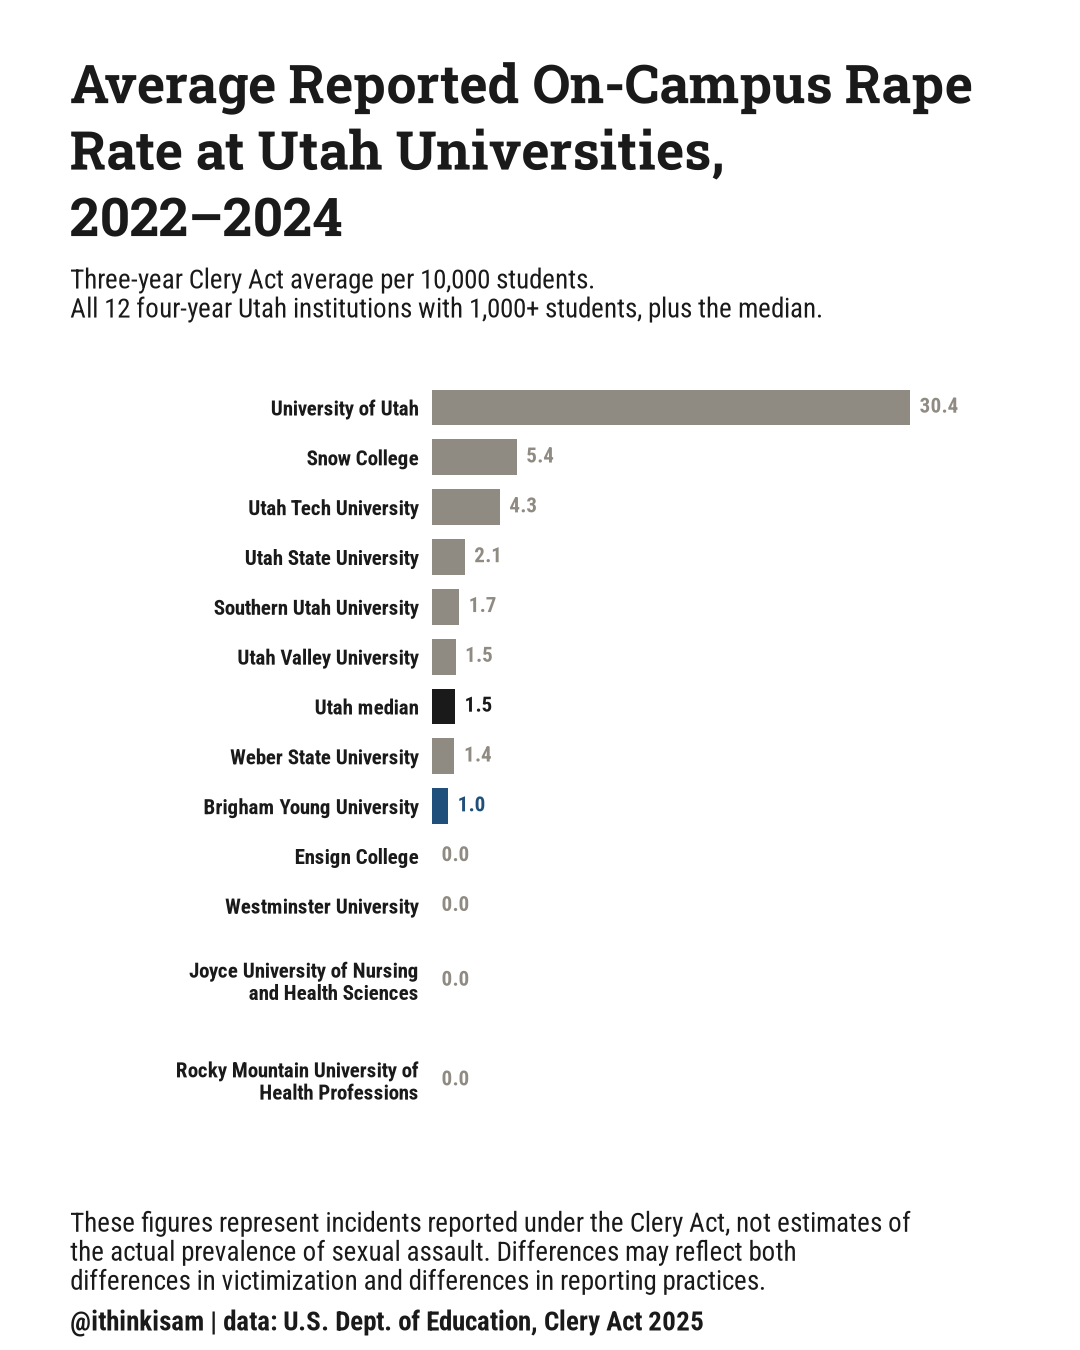 Average Reported On-Campus Rape
Rate at Utah Universities,
2022–2024
Three-year Clery Act average per 10,000 students.
All 12 four-year Utah institutions with 1,000+ students, plus the median.
University of Utah 30.4
Snow College 5.4
Utah Tech University 4.3
Utah State University 2.1
Southern Utah University 1.7
Utah Valley University 1.5
Utah median 1.5
Weber State University 1.4
Brigham Young University 1.0
Ensign College 0.0
Westminster University 0.0
Joyce University of Nursing
and Health Sciences 0.0
Rocky Mountain University of
Health Professions 0.0
These figures represent incidents reported under the Clery Act, not estimates of
the actual prevalence of sexual assault. Differences may reflect both
differences in victimization and differences in reporting practices.
@ithinkisam | data: U.S. Dept. of Education, Clery Act 2025